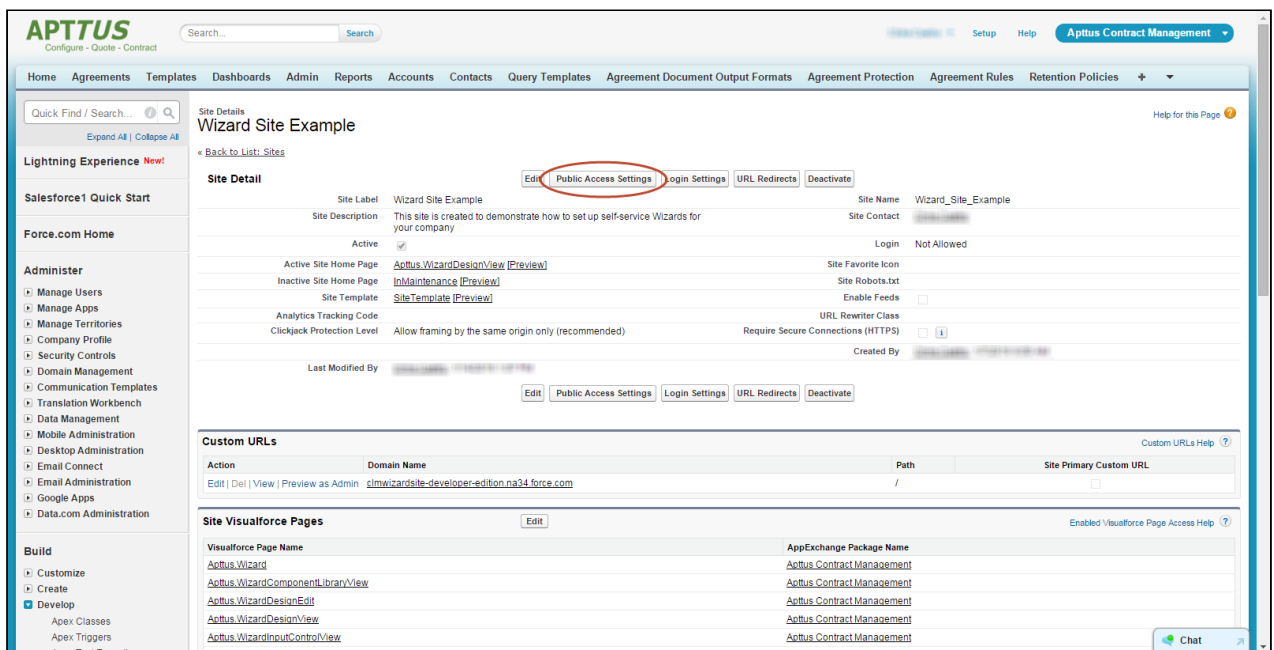 APTTUS
Configure - Quote - Contract
Search...
Search
Setup
Help
Apttus Contract Management
Home Agreements Templates Dashboards Admin Reports Accounts Contacts Query Templates Agreement Document Output Formats Agreement Protection Agreement Rules Retention Policies +
Quick Find / Search...
Expand All | Collapse All
Lightning Experience New!
Salesforce1 Quick Start
Force.com Home
Administer
Manage Users
Manage Apps
Manage Territories
Company Profile
Security Controls
Domain Management
Communication Templates
Translation Workbench
Data Management
Mobile Administration
Desktop Administration
Email Connect
Email Administration
Google Apps
Data.com Administration
Build
Customize
Create
Develop
Apex Classes
Apex Triggers
Site Details
Wizard Site Example
Help for this Page
« Back to List: Sites
Site Detail
Edit Public Access Settings Login Settings URL Redirects Deactivate
Site Label Wizard Site Example Site Name Wizard_Site_Example
Site Description This site is created to demonstrate how to set up self-service Wizards for Site Contact
your company
Active Login Not Allowed
Active Site Home Page Apttus.WizardDesignView [Preview] Site Favorite Icon
Inactive Site Home Page InMaintenance [Preview] Site Robots.txt
Site Template SiteTemplate [Preview] Enable Feeds
Analytics Tracking Code URL Rewriter Class
Clickjack Protection Level Allow framing by the same origin only (recommended) Require Secure Connections (HTTPS)
Created By
Last Modified By
Edit Public Access Settings Login Settings URL Redirects Deactivate
Custom URLs Custom URLs Help ?
Action Domain Name Path Site Primary Custom URL
Edit | Del | View | Preview as Admin clmwizardsite-developer-edition.na34.force.com /
Site Visualforce Pages Edit Enabled Visualforce Page Access Help ?
Visualforce Page Name AppExchange Package Name
Apttus.Wizard Apttus Contract Management
Apttus.WizardComponentLibraryView Apttus Contract Management
Apttus.WizardDesignEdit Apttus Contract Management
Apttus.WizardDesignView Apttus Contract Management
Apttus.WizardInputControlView Apttus Contract Management
Chat